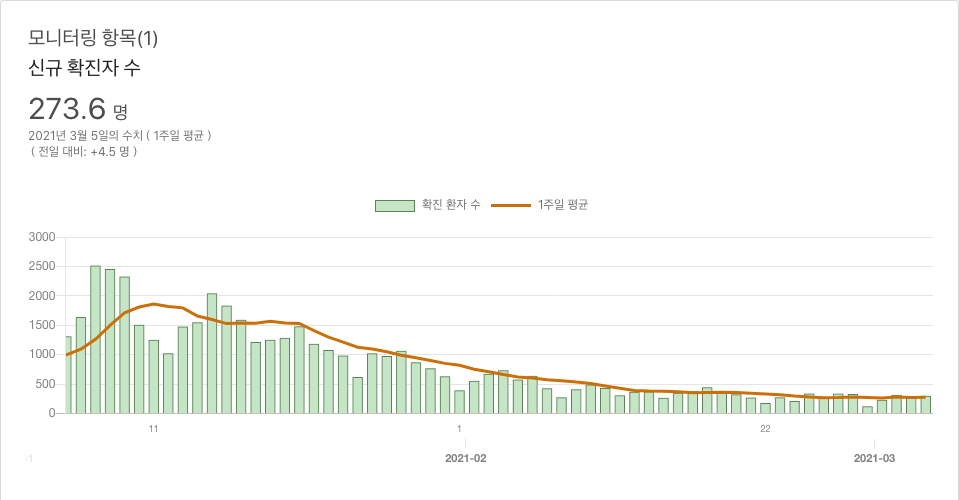 모니터링 항목(1)
신규 확진자 수
273.6 명
2021년 3월 5일의 수치 ( 1주일 평균 )
( 전일 대비: +4.5 명 )
확진 환자 수 1주일 평균
3000
2500
2000
1500
1000
500
0
11 1 22
2021-02 2021-03